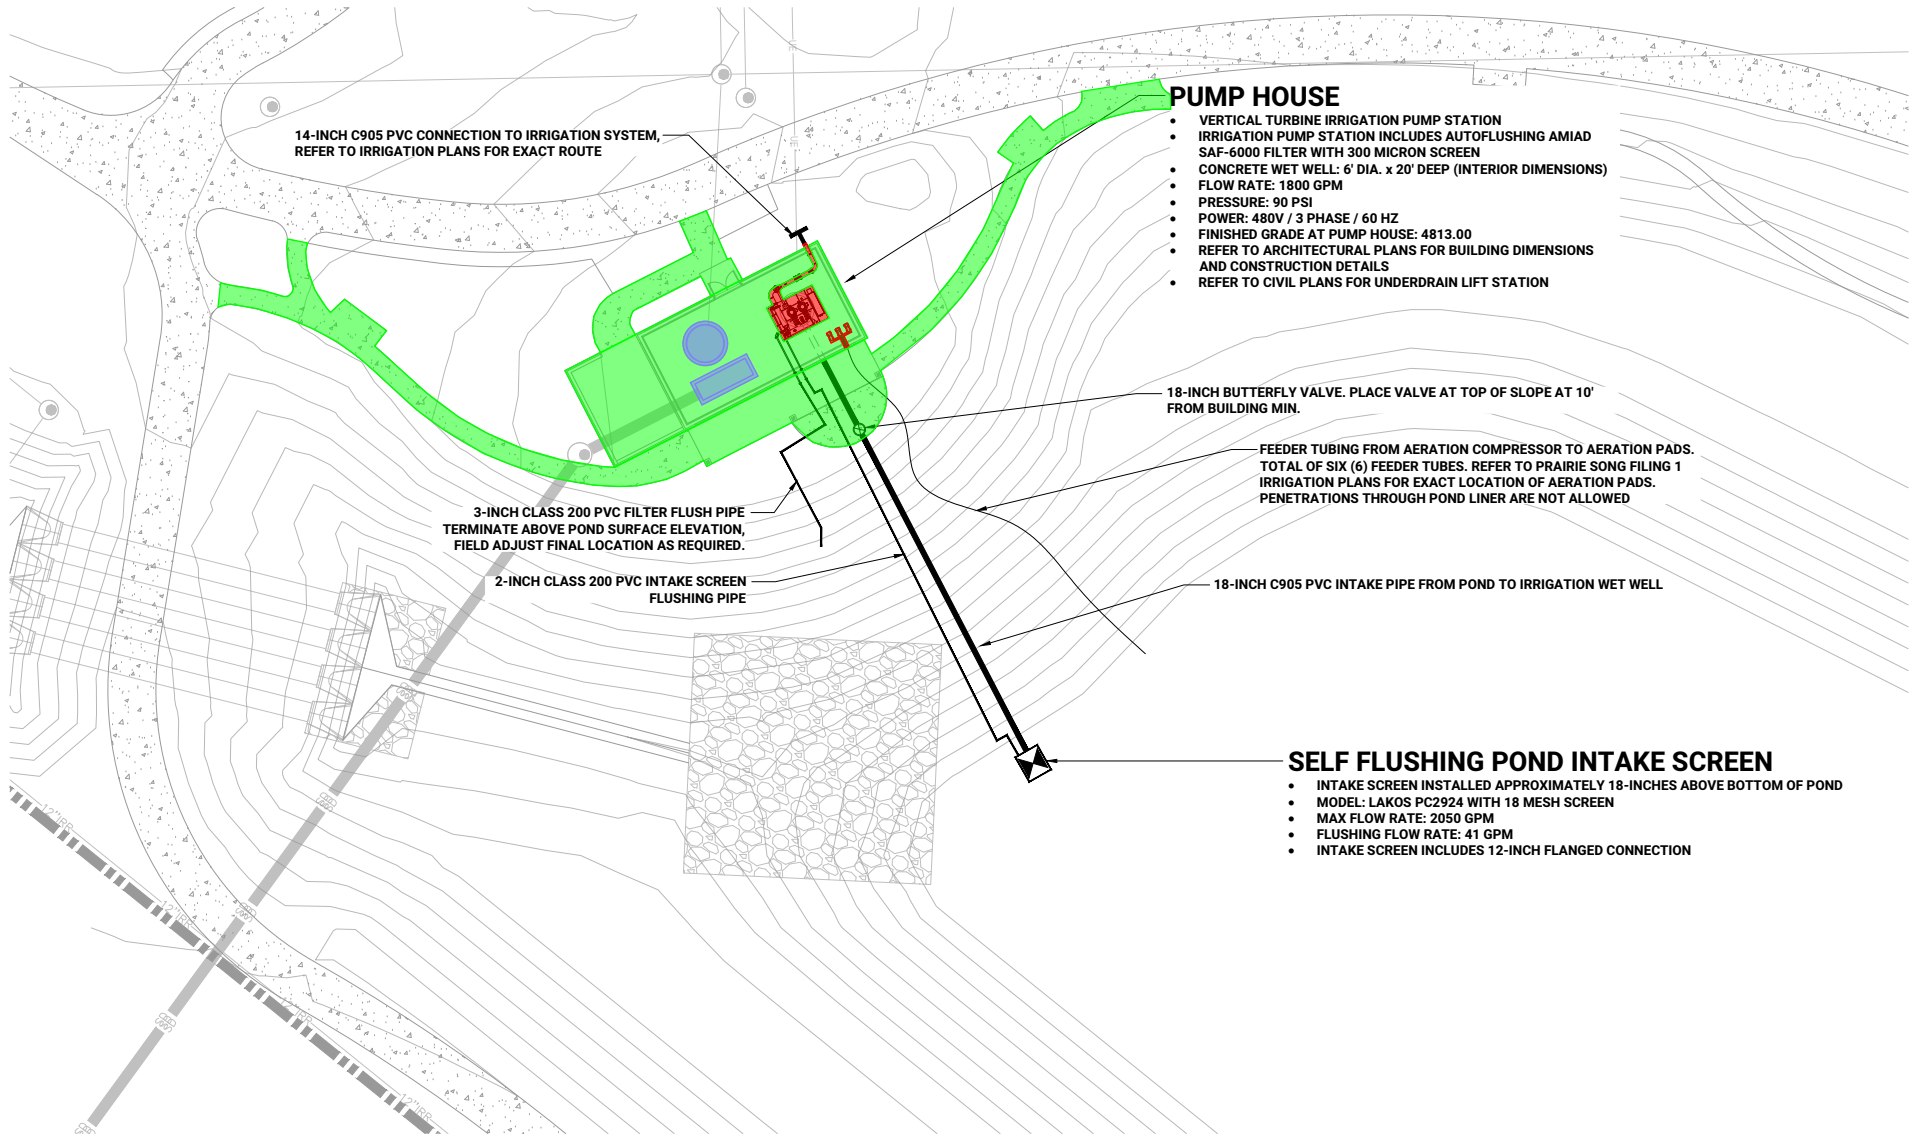 14-INCH C905 PVC CONNECTION TO IRRIGATION SYSTEM,
REFER TO IRRIGATION PLANS FOR EXACT ROUTE
PUMP HOUSE
• VERTICAL TURBINE IRRIGATION PUMP STATION
• IRRIGATION PUMP STATION INCLUDES AUTOFLUSHING AMIAD
SAF-6000 FILTER WITH 300 MICRON SCREEN
• CONCRETE WET WELL: 6' DIA. x 20' DEEP (INTERIOR DIMENSIONS)
• FLOW RATE: 1800 GPM
• PRESSURE: 90 PSI
• POWER: 480V / 3 PHASE / 60 HZ
• FINISHED GRADE AT PUMP HOUSE: 4813.00
• REFER TO ARCHITECTURAL PLANS FOR BUILDING DIMENSIONS
AND CONSTRUCTION DETAILS
• REFER TO CIVIL PLANS FOR UNDERDRAIN LIFT STATION
18-INCH BUTTERFLY VALVE. PLACE VALVE AT TOP OF SLOPE AT 10'
FROM BUILDING MIN.
FEEDER TUBING FROM AERATION COMPRESSOR TO AERATION PADS.
TOTAL OF SIX (6) FEEDER TUBES. REFER TO PRAIRIE SONG FILING 1
IRRIGATION PLANS FOR EXACT LOCATION OF AERATION PADS.
PENETRATIONS THROUGH POND LINER ARE NOT ALLOWED
3-INCH CLASS 200 PVC FILTER FLUSH PIPE
TERMINATE ABOVE POND SURFACE ELEVATION,
FIELD ADJUST FINAL LOCATION AS REQUIRED.
2-INCH CLASS 200 PVC INTAKE SCREEN
FLUSHING PIPE
18-INCH C905 PVC INTAKE PIPE FROM POND TO IRRIGATION WET WELL
SELF FLUSHING POND INTAKE SCREEN
• INTAKE SCREEN INSTALLED APPROXIMATELY 18-INCHES ABOVE BOTTOM OF POND
• MODEL: LAKOS PC2924 WITH 18 MESH SCREEN
• MAX FLOW RATE: 2050 GPM
• FLUSHING FLOW RATE: 41 GPM
• INTAKE SCREEN INCLUDES 12-INCH FLANGED CONNECTION
12"IRR
12"IRR
12"IRR
12"IRR